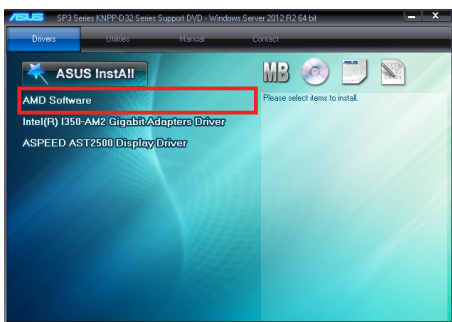 ASUS SP3 Series KNPP-D32 Series Support DVD - Windows Server 2012 R2 64 bit
Drivers Utilities Manual Contact
ASUS InstAll
MB
AMD Software
Please select items to install.
Intel(R) I350-AM2 Gigabit Adapters Driver
ASPEED AST2500 Display Driver